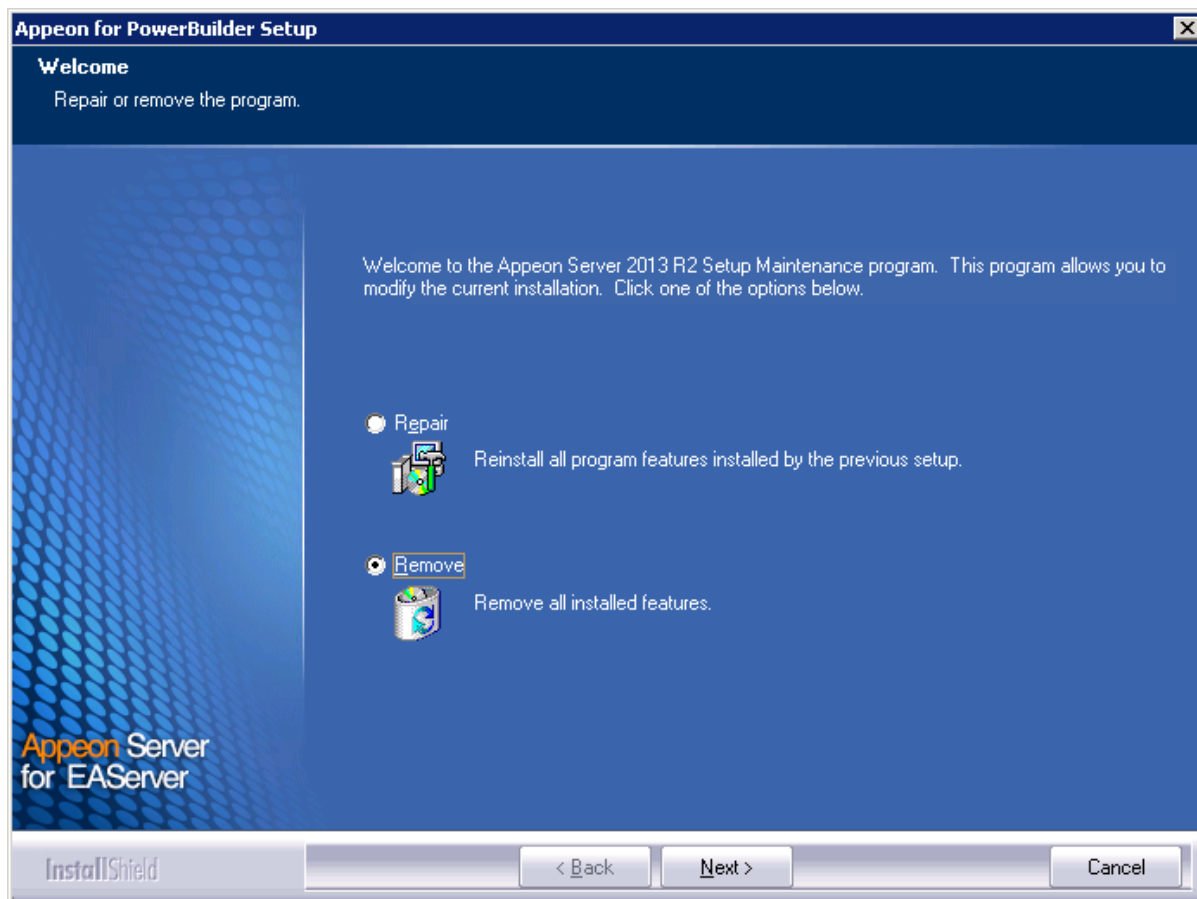 Appeon for PowerBuilder Setup
Welcome
Repair or remove the program.
Welcome to the Appeon Server 2013 R2 Setup Maintenance program. This program allows you to
modify the current installation. Click one of the options below.
Repair
Reinstall all program features installed by the previous setup.
Remove
Remove all installed features.
Appeon Server
for EAServer
InstallShield
< Back
Next >
Cancel